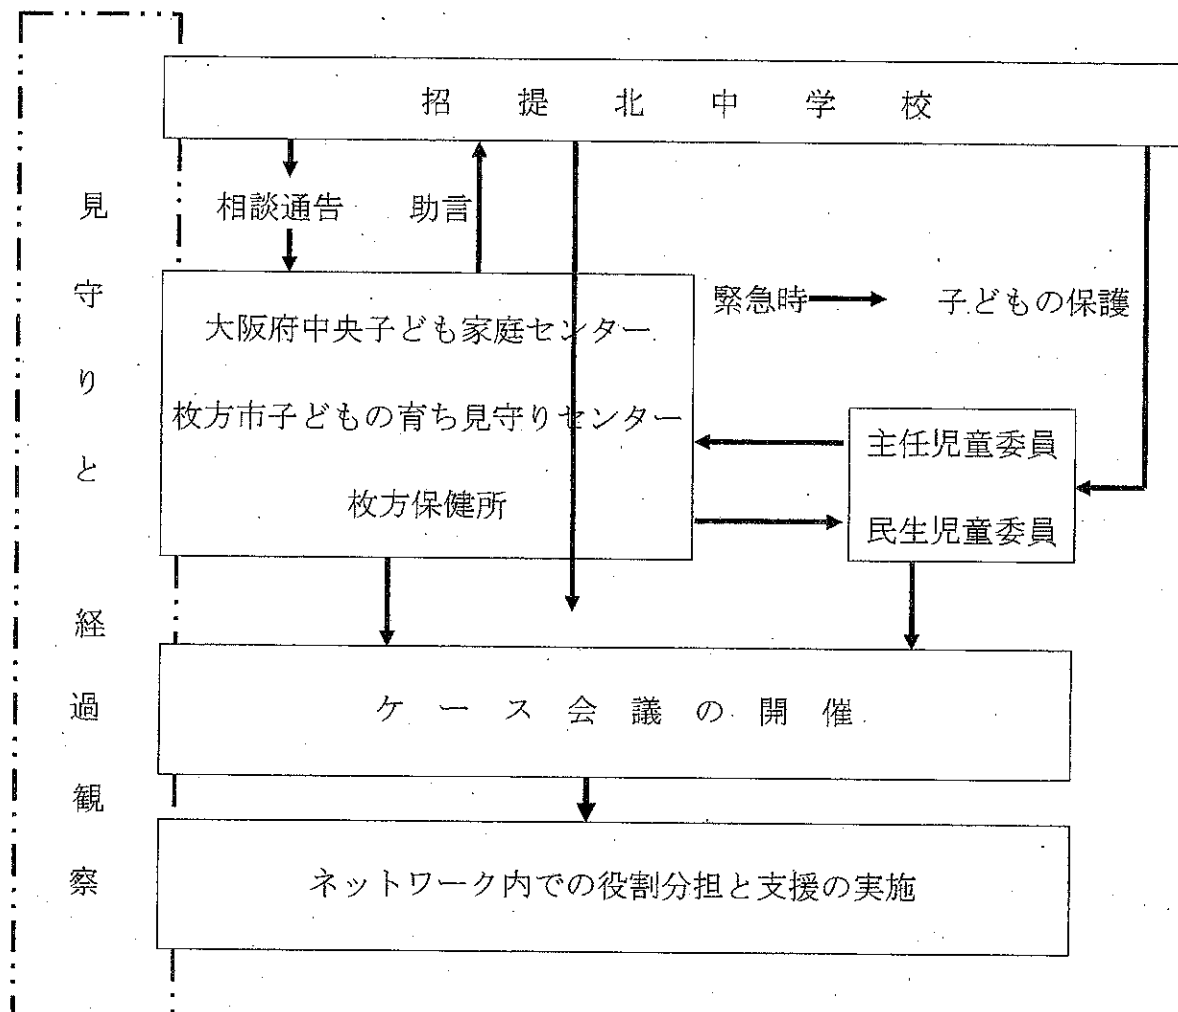 招提北中学校
相談通告
助言
緊急時
子どもの保護
大阪府中央子ども家庭センター
枚方市子どもの育ち見守りセンター
枚方保健所
主任児童委員
民生児童委員
見守りと経過観察
ケース会議の開催
ネットワーク内での役割分担と支援の実施